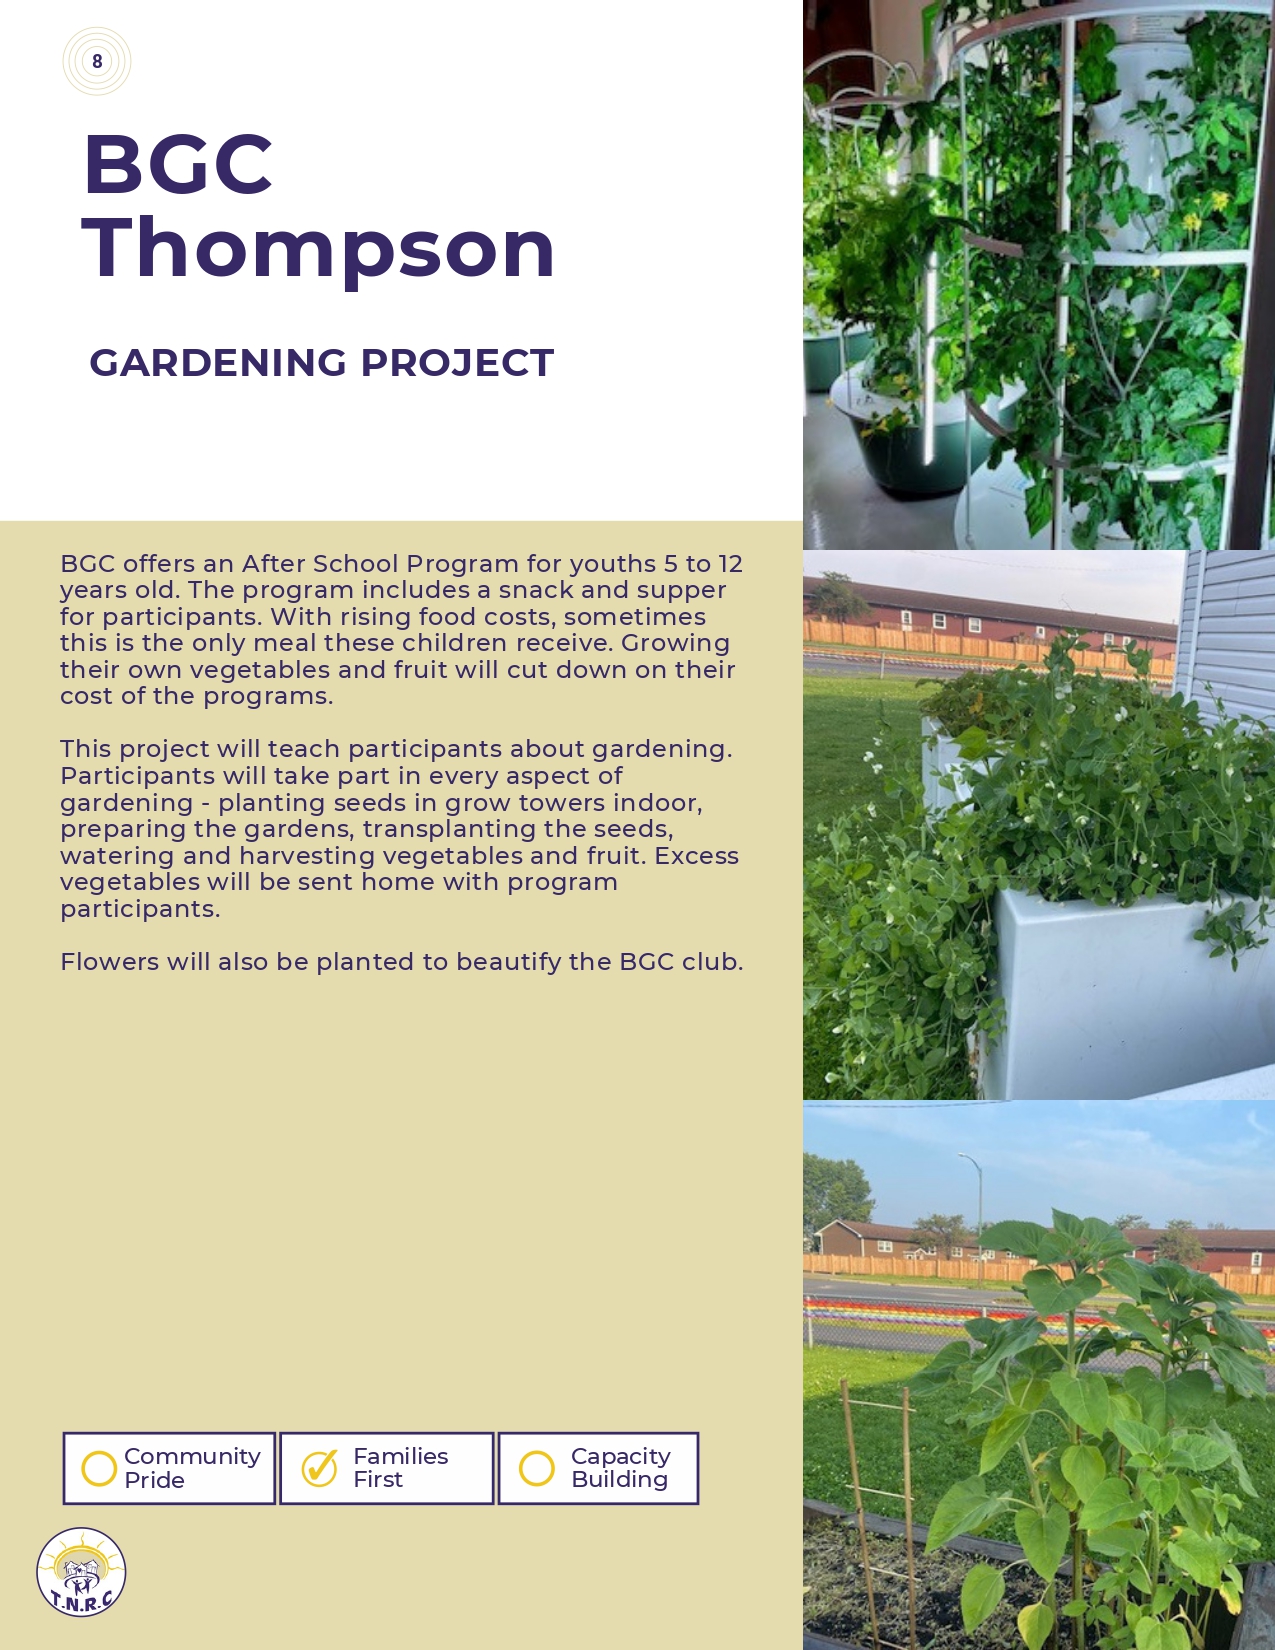 8
BGC
Thompson
GARDENING PROJECT
BGC offers an After School Program for youths 5 to 12
years old. The program includes a snack and supper
for participants. With rising food costs, sometimes
this is the only meal these children receive. Growing
their own vegetables and fruit will cut down on their
cost of the programs.
This project will teach participants about gardening.
Participants will take part in every aspect of
gardening - planting seeds in grow towers indoor,
preparing the gardens, transplanting the seeds,
watering and harvesting vegetables and fruit. Excess
vegetables will be sent home with program
participants.
Flowers will also be planted to beautify the BGC club.
Community
Pride
Families
First
Capacity
Building
T.N.R.C